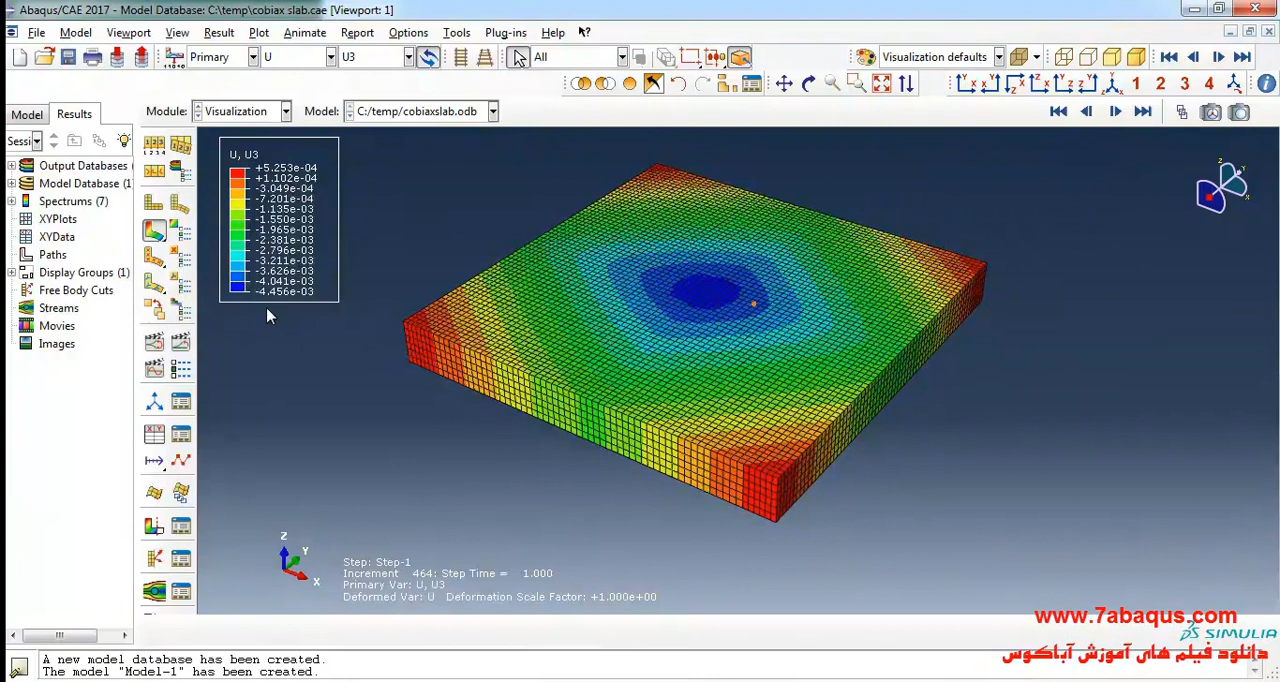 Abaqus/CAE 2017 - Model Database: C:\temp\cobiax slab.cae [Viewport: 1]
File Model Viewport View Result Plot Animate Report Options Tools Plug-ins Help
Primary U U3 All Visualization defaults
1 2 3 4
Model Results Module: Visualization Model: C:/temp/cobiaxslab.odb
Sessi
Output Databases
Model Database (1)
Spectrums (7)
XYPlots
XYData
Paths
Display Groups (1)
Free Body Cuts
Streams
Movies
Images
U, U3
+5.253e-04
+1.102e-04
-3.049e-04
-7.201e-04
-1.135e-03
-1.550e-03
-1.965e-03
-2.381e-03
-2.796e-03
-3.211e-03
-3.626e-03
-4.041e-03
-4.456e-03
Z
Y
X
Z
Y
X
Step: Step-1
Increment 464: Step Time = 1.000
Primary Var: U, U3
Deformed Var: U Deformation Scale Factor: +1.000e+00
www.7abaqus.com
SIMULIA
دانلود فیلم های آموزش آباکوس
A new model database has been created.
The model "Model-1" has been created.